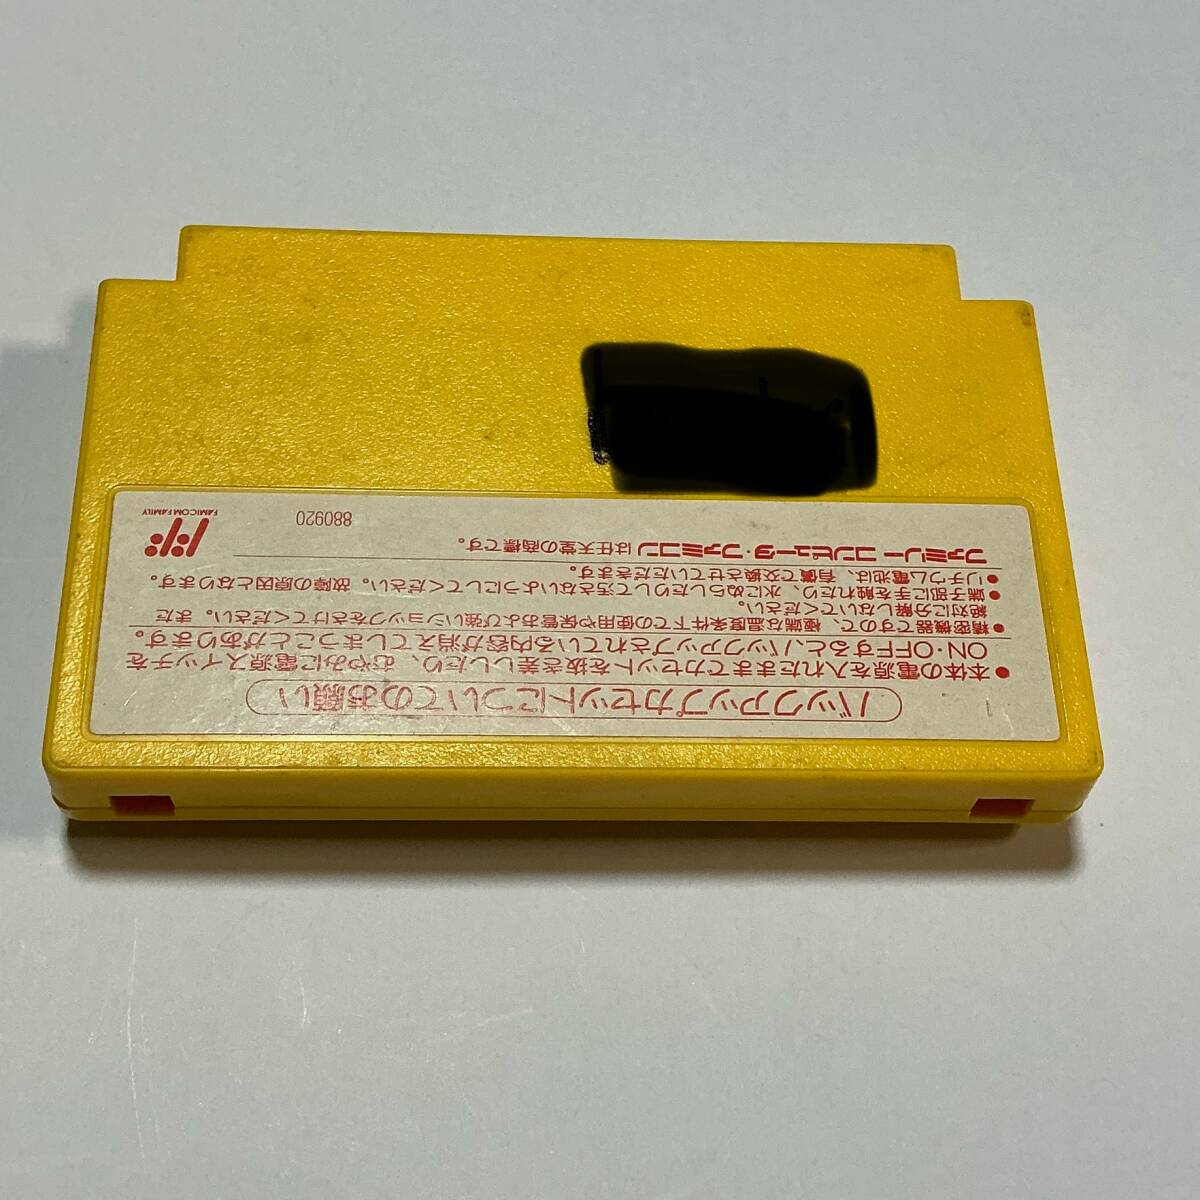 バックアップカセットについてのお願い
●本体の電源を入れたままでカセットを抜き差ししたり、むやみに電源スイッチを
ON・OFFすると、バックアップされている内容が消えてしまうことがあります。
●精密機器ですので、極端な温度条件下での使用や保管および強いショックをさけてください。また
絶対に分解しないでください。
●端子部に手を触れたり、水にぬらしたりして汚さないようにしてください。故障の原因となります。
●リチウム電池は、有償で交換させていただきます。
ファミリー コンピュータ・ファミコンは任天堂の商標です。
880920
FAMICOM FAMILY